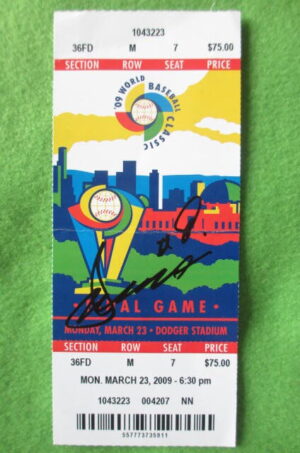 1043223
36FD M 7 $75.00
SECTION ROW SEAT PRICE
'09 WORLD BASEBALL CLASSIC
AL GAME •
MONDAY, MARCH 23 • DODGER STADIUM
SECTION ROW SEAT PRICE
36FD M 7 $75.00
MON. MARCH 23, 2009 - 6:30 pm
1043223 004207 NN
557773735911